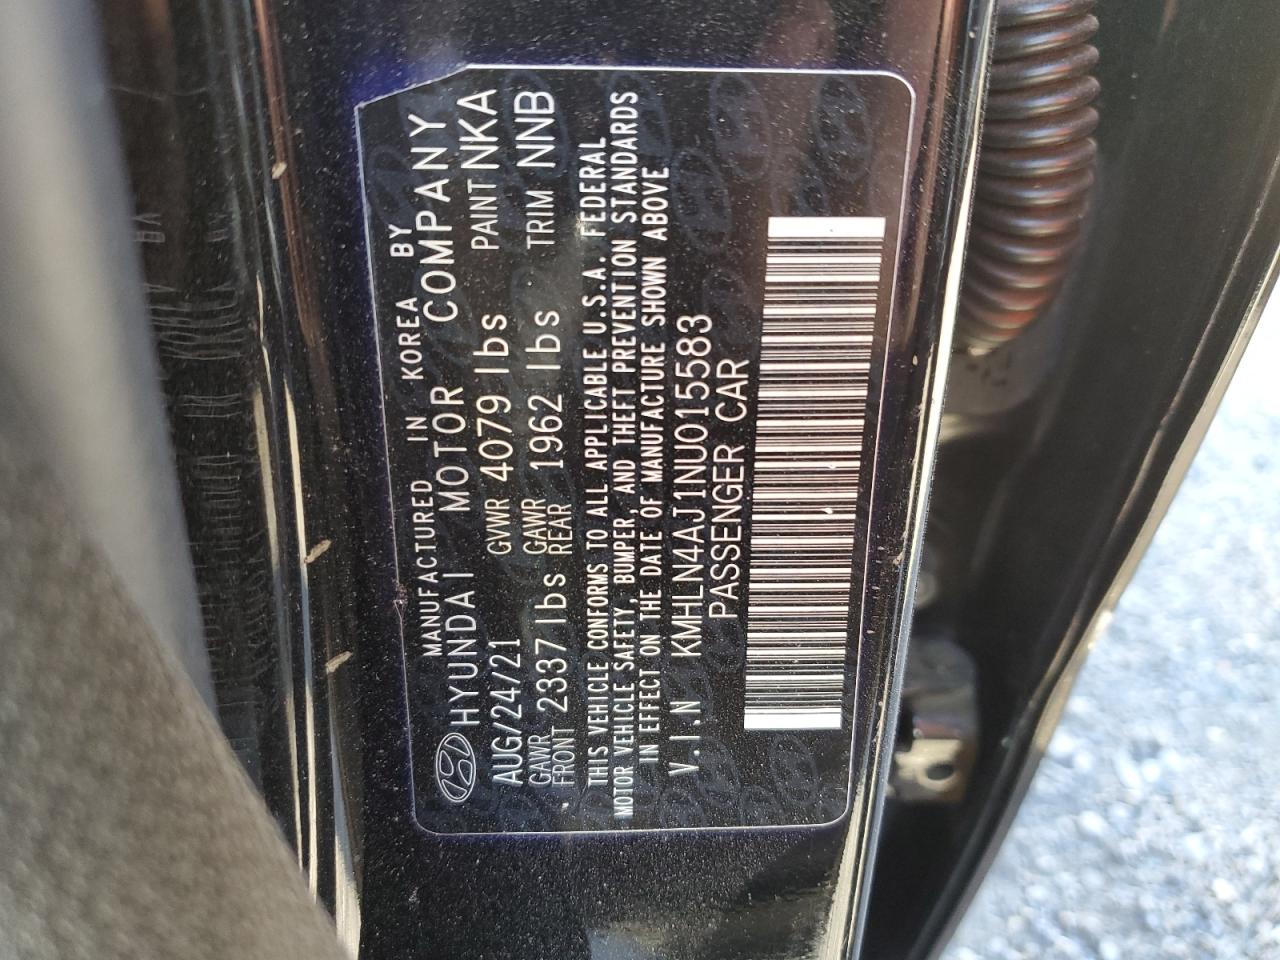 MANUFACTURED IN KOREA BY
HYUNDAI MOTOR COMPANY
AUG/24/21 GVWR 4079 lbs PAINT NKA
GAWR FRONT 2337 lbs GAWR REAR 1962 lbs TRIM NNB
THIS VEHICLE CONFORMS TO ALL APPLICABLE U.S.A. FEDERAL
MOTOR VEHICLE SAFETY, BUMPER, AND THEFT PREVENTION STANDARDS
IN EFFECT ON THE DATE OF MANUFACTURE SHOWN ABOVE
V.I.N KMHLN4AJ1NU015583
PASSENGER CAR